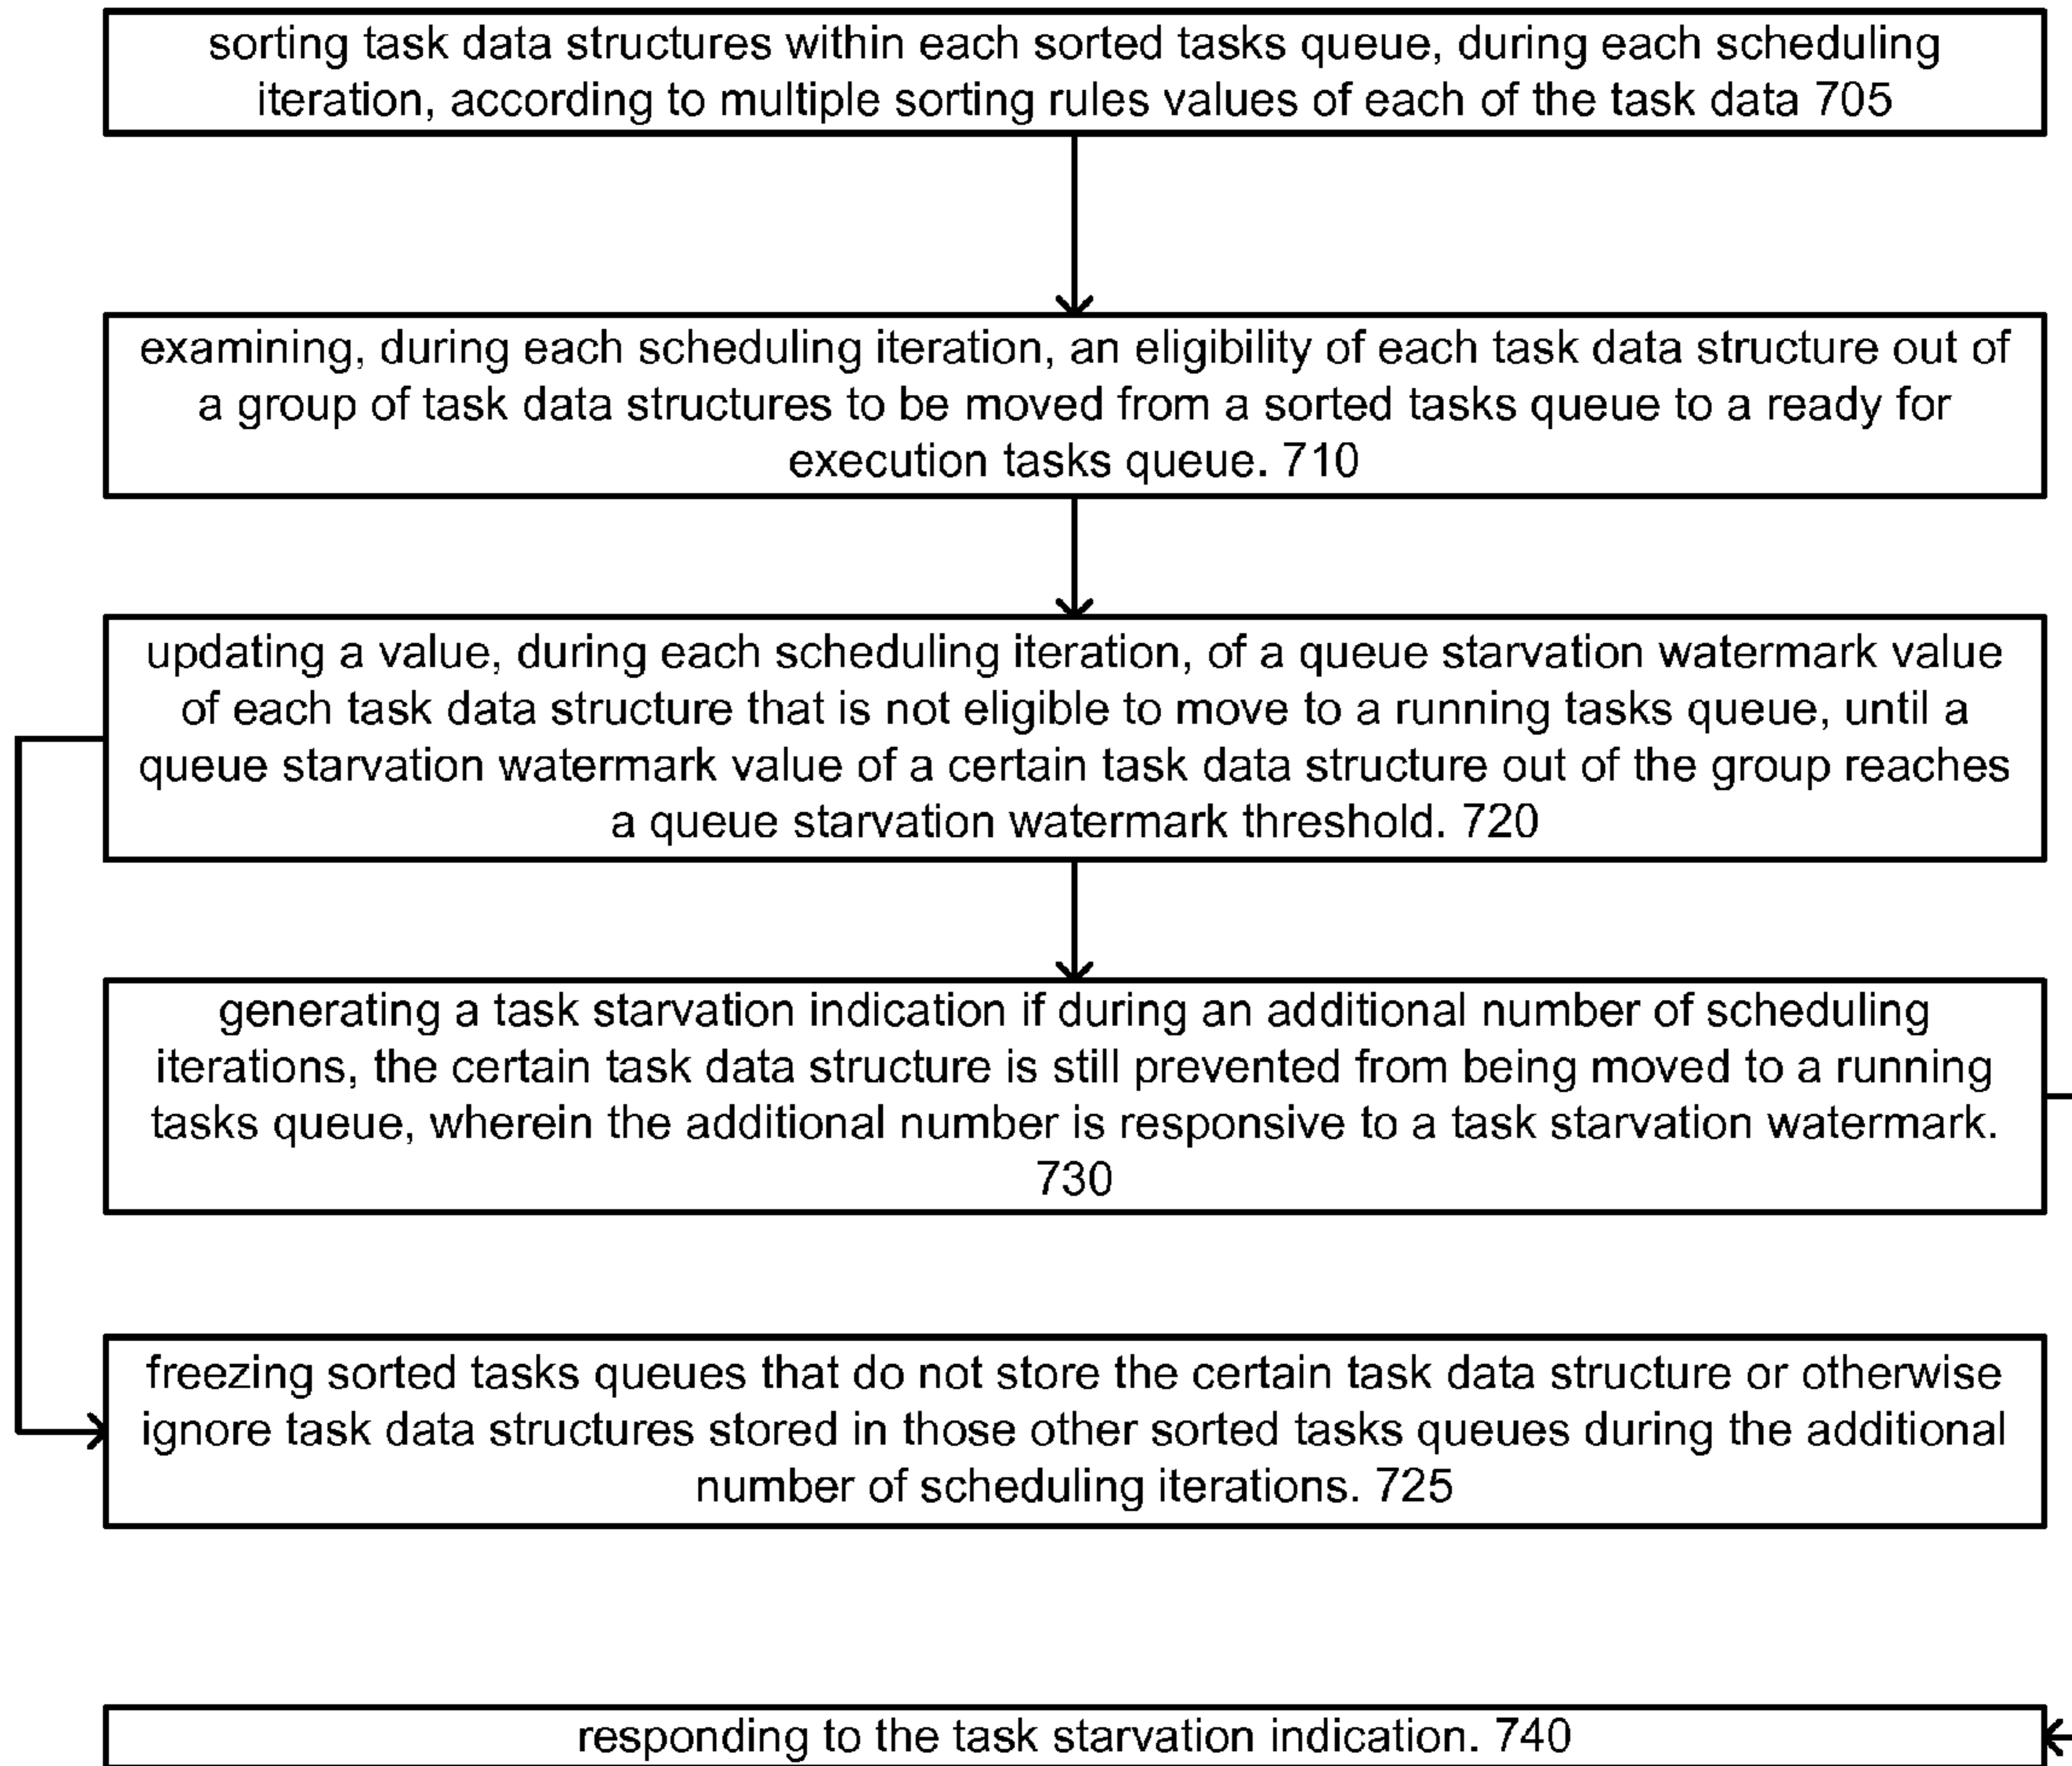 sorting task data structures within each sorted tasks queue, during each scheduling
iteration, according to multiple sorting rules values of each of the task data 705
examining, during each scheduling iteration, an eligibility of each task data structure out of
a group of task data structures to be moved from a sorted tasks queue to a ready for
execution tasks queue. 710
updating a value, during each scheduling iteration, of a queue starvation watermark value
of each task data structure that is not eligible to move to a running tasks queue, until a
queue starvation watermark value of a certain task data structure out of the group reaches
a queue starvation watermark threshold. 720
generating a task starvation indication if during an additional number of scheduling
iterations, the certain task data structure is still prevented from being moved to a running
tasks queue, wherein the additional number is responsive to a task starvation watermark.
730
freezing sorted tasks queues that do not store the certain task data structure or otherwise
ignore task data structures stored in those other sorted tasks queues during the additional
number of scheduling iterations. 725
responding to the task starvation indication. 740